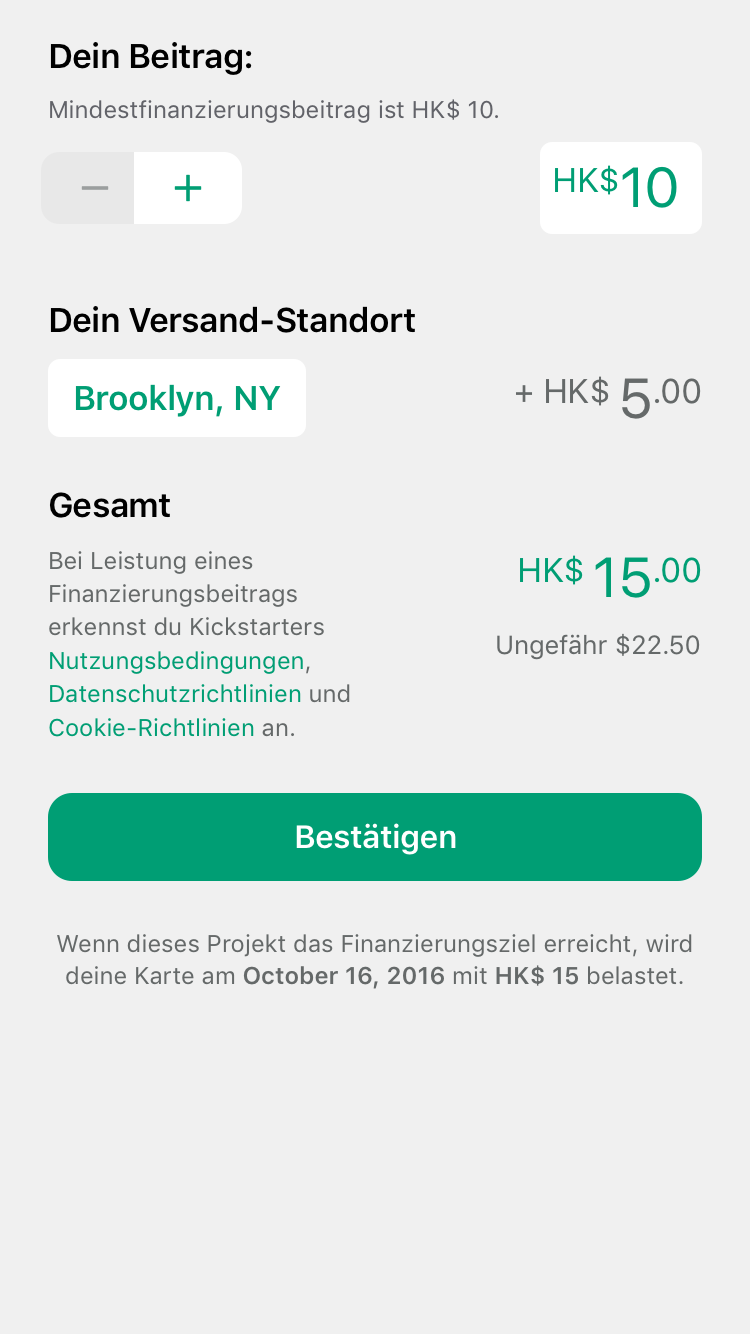 Dein Beitrag:
Mindestfinanzierungsbeitrag ist HK$ 10.
− + HK$10
Dein Versand-Standort
Brooklyn, NY + HK$ 5.00
Gesamt
Bei Leistung eines
Finanzierungsbeitrags
erkennst du Kickstarters
Nutzungsbedingungen,
Datenschutzrichtlinien und
Cookie-Richtlinien an.
HK$ 15.00
Ungefähr $22.50
Bestätigen
Wenn dieses Projekt das Finanzierungsziel erreicht, wird
deine Karte am October 16, 2016 mit HK$ 15 belastet.